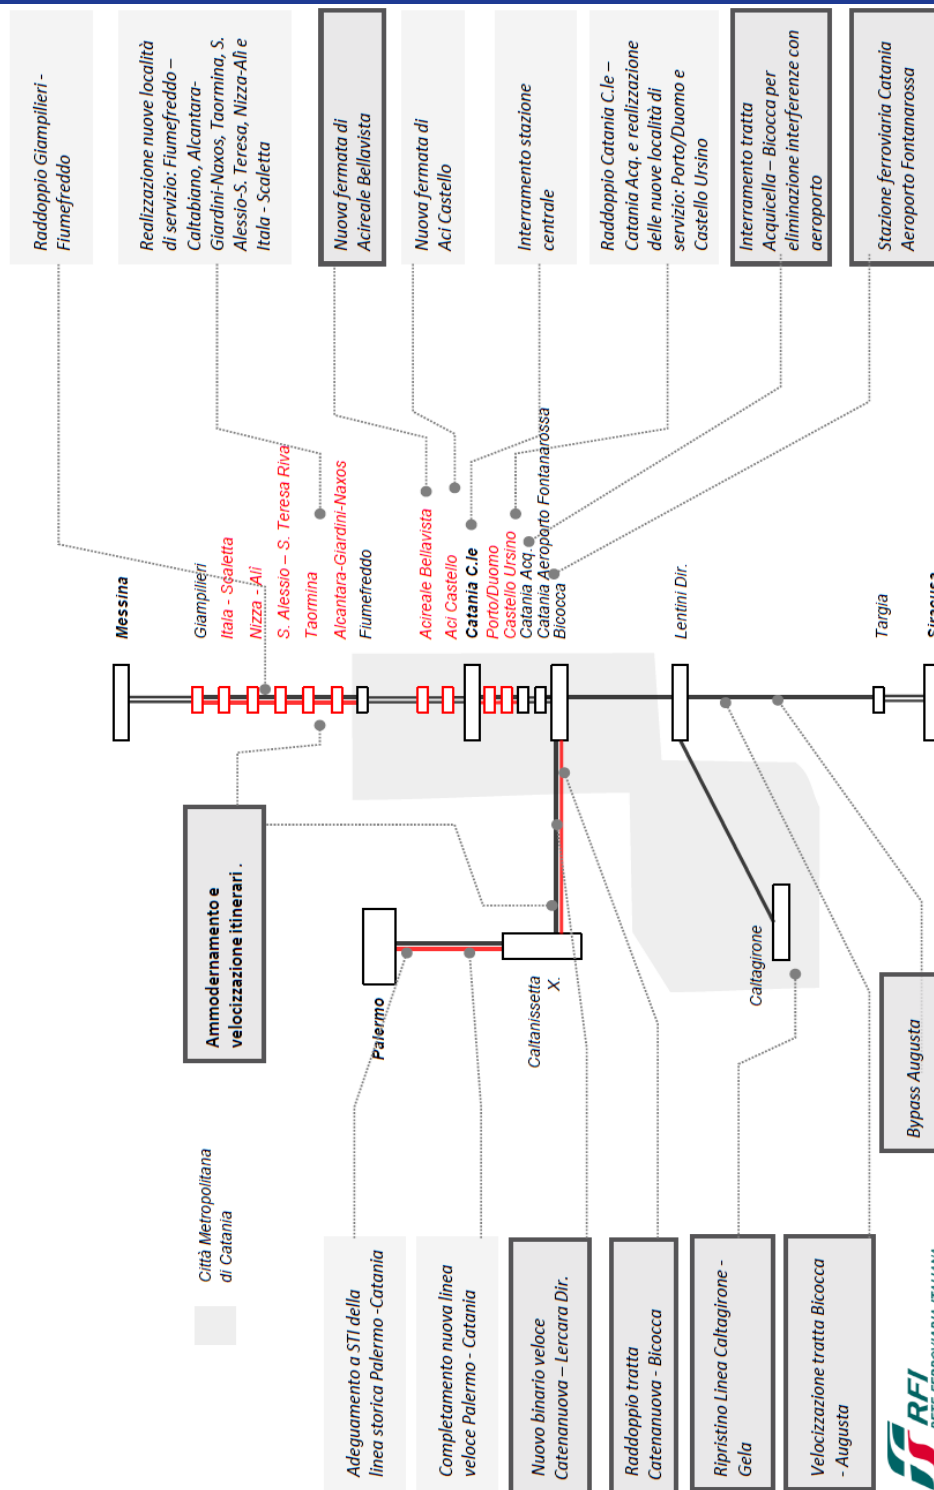 Raddoppio Giampilieri -
Fiumefreddo
Realizzazione nuove località
di servizio: Fiumefreddo –
Caltabiano, Alcantara-
Giardini-Naxos, Taormina, S.
Alessio-S. Teresa, Nizza-Alì e
Itala - Scaletta
Nuova fermata di
Acireale Bellavista
Nuova fermata di
Aci Castello
Interramento stazione
centrale
Raddoppio Catania C.le –
Catania Acq. e realizzazione
delle nuove località di
servizio: Porto/Duomo e
Castello Ursino
Interramento tratta
Acquicella – Bicocca per
eliminazione interferenze con
aeroporto
Stazione ferroviaria Catania
Aeroporto Fontanarossa
Messina
Giampilieri
Itala - Scaletta
Nizza - Alì
S. Alessio – S. Teresa Riva
Taormina
Alcantara-Giardini-Naxos
Fiumefreddo
Acireale Bellavista
Aci Castello
Catania C.le
Porto/Duomo
Castello Ursino
Catania Acq.
Catania Aeroporto Fontanarossa
Bicocca
Lentini Dir.
Targia
Siracusa
Ammodernamento e
velocizzazione itinerari .
Palermo
Caltanissetta
X.
Caltagirone
Bypass Augusta
Città Metropolitana
di Catania
Adeguamento a STI della
linea storica Palermo -Catania
Completamento nuova linea
veloce Palermo - Catania
Nuovo binario veloce
Catenanuova – Lercara Dir.
Raddoppio tratta
Catenanuova - Bicocca
Ripristino Linea Caltagirone -
Gela
Velocizzazione tratta Bicocca
- Augusta
RFI
RETE FERROVIARIA ITALIANA